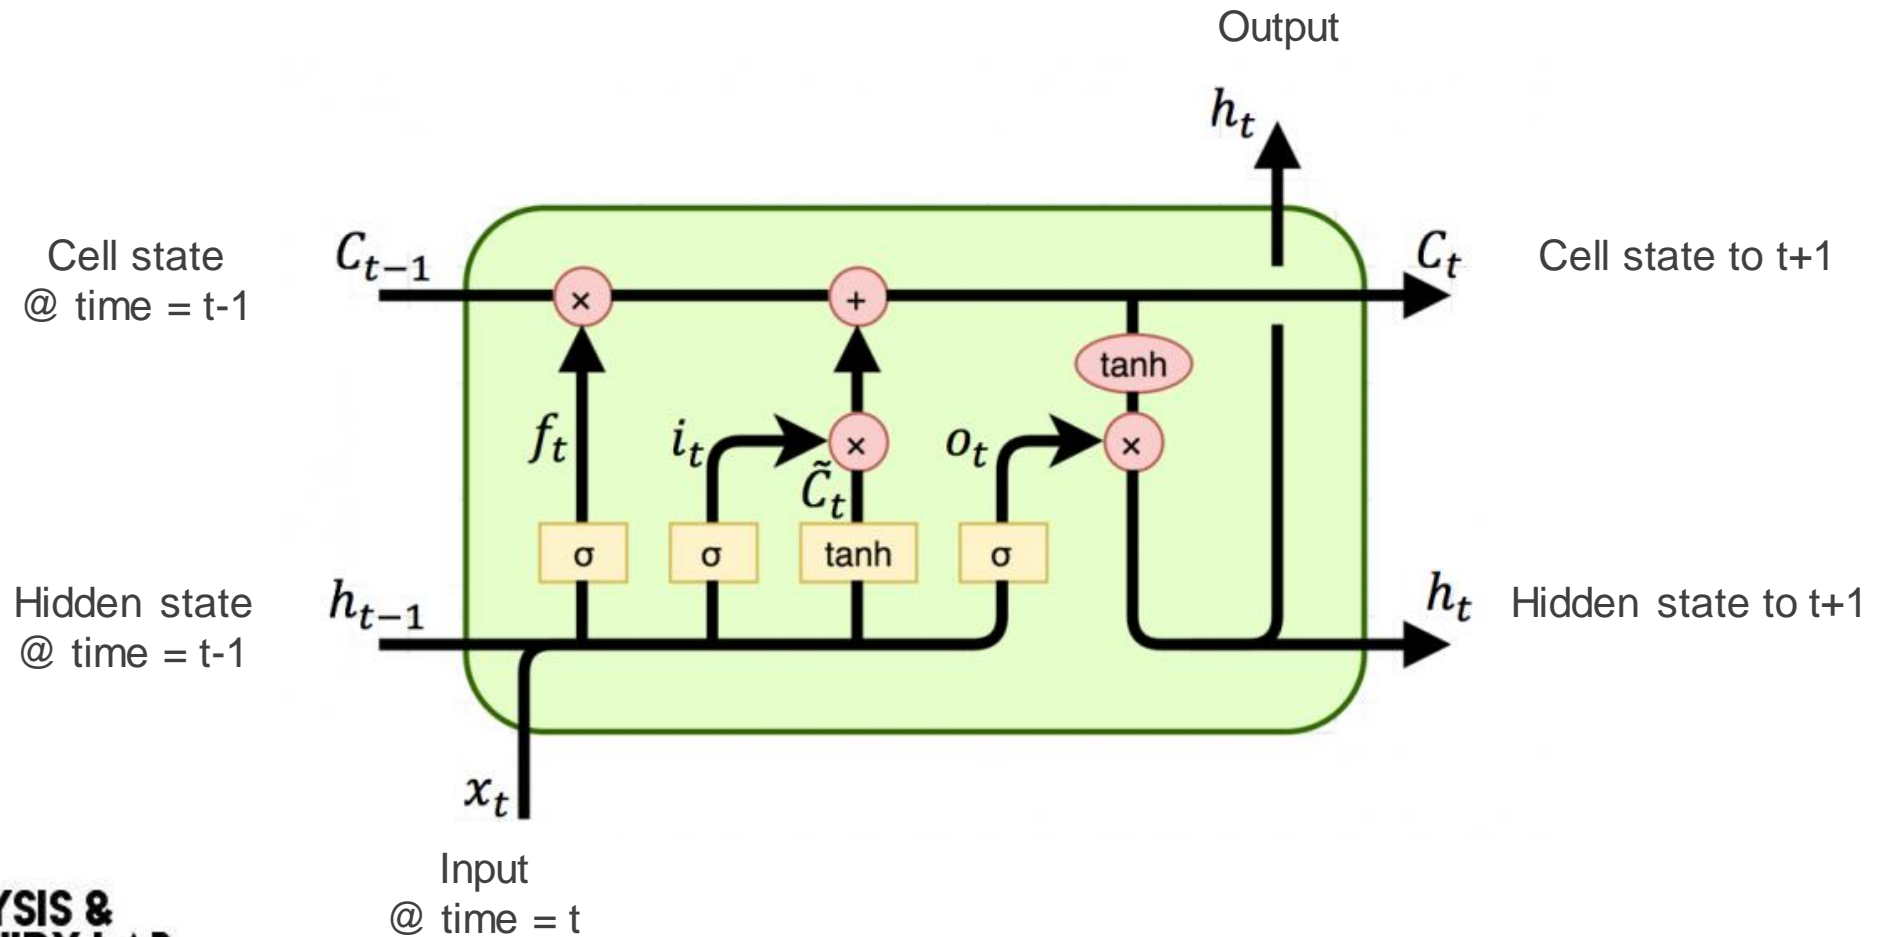 Output
h_t
Cell state
@ time = t-1
C_{t-1}
C_t
Cell state to t+1
×
+
tanh
f_t
i_t
×
o_t
×
C̃_t
σ
σ
tanh
σ
Hidden state
@ time = t-1
h_{t-1}
h_t
Hidden state to t+1
x_t
Input
@ time = t
YSIS &